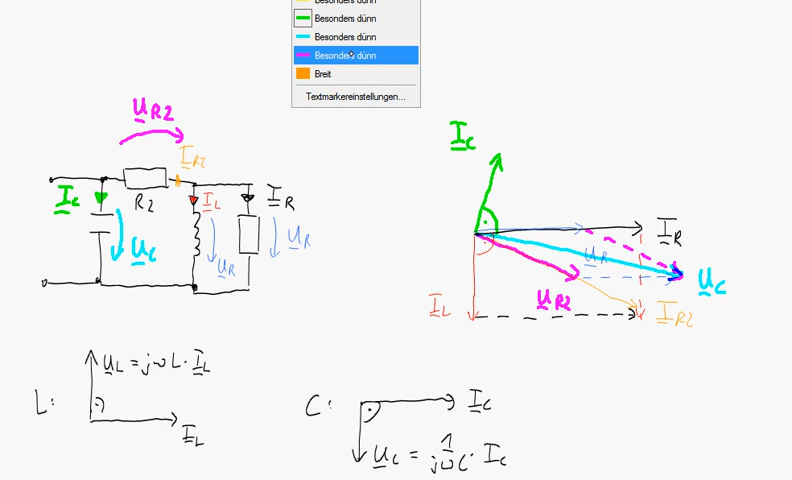 Besonders dünn
Besonders dünn
Besonders dünn
Besonders dünn
Breit
Textmarkereinstellungen...
U_R2
I_R2
I_C
R2
I_L
I_R
U_C
U_R
U_R
I_C
I_R
U_R
U_C
U_R2
I_L
I_R2
L:
U_L = jωL · I_L
I_L
C:
I_C
U_C = 1/jωC · I_C